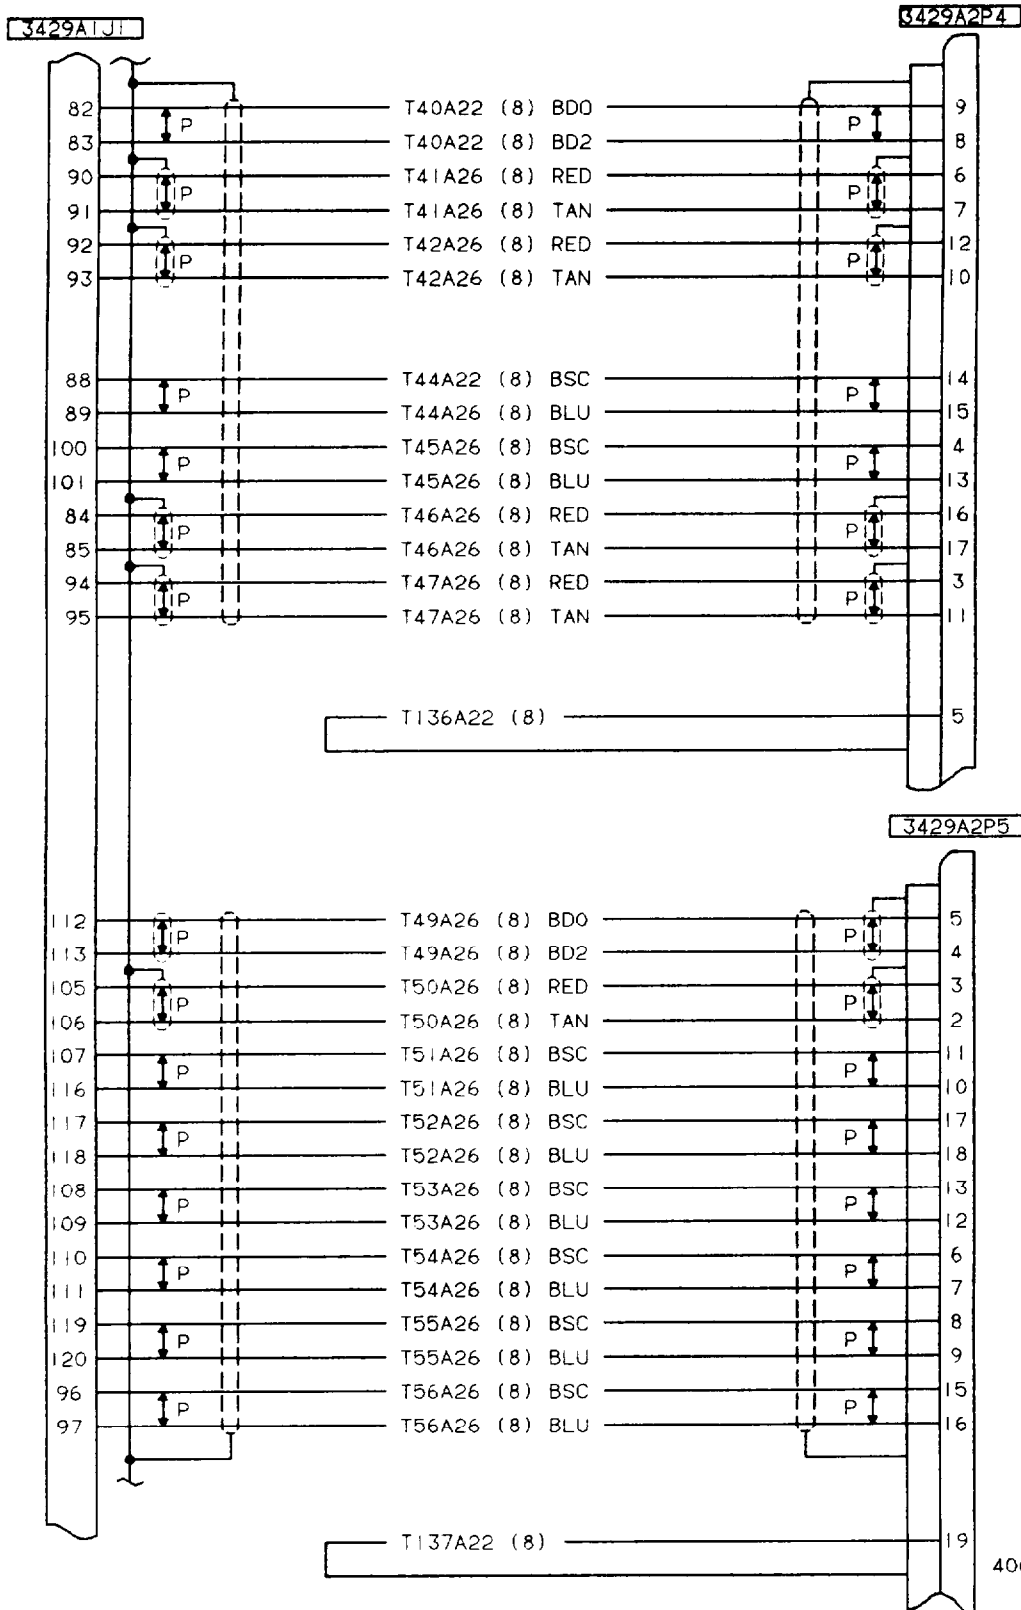 3429A1J1 3429A2P4
82 P T40A22 (8) BD0 P 9
83 T40A22 (8) BD2 8
90 P T41A26 (8) RED P 6
91 T41A26 (8) TAN 7
92 P T42A26 (8) RED P 12
93 T42A26 (8) TAN 10
88 P T44A22 (8) BSC P 14
89 T44A26 (8) BLU 15
100 P T45A26 (8) BSC P 4
101 T45A26 (8) BLU 13
84 P T46A26 (8) RED P 16
85 T46A26 (8) TAN 17
94 P T47A26 (8) RED P 3
95 T47A26 (8) TAN 11
T136A22 (8) 5
3429A2P5
112 P T49A26 (8) BD0 P 5
113 T49A26 (8) BD2 4
105 P T50A26 (8) RED P 3
106 T50A26 (8) TAN 2
107 P T51A26 (8) BSC P 11
116 T51A26 (8) BLU 10
117 P T52A26 (8) BSC P 17
118 T52A26 (8) BLU 18
108 P T53A26 (8) BSC P 13
109 T53A26 (8) BLU 12
110 P T54A26 (8) BSC P 6
111 T54A26 (8) BLU 7
119 P T55A26 (8) BSC P 8
120 T55A26 (8) BLU 9
96 P T56A26 (8) BSC P 15
97 T56A26 (8) BLU 16
T137A22 (8) 19